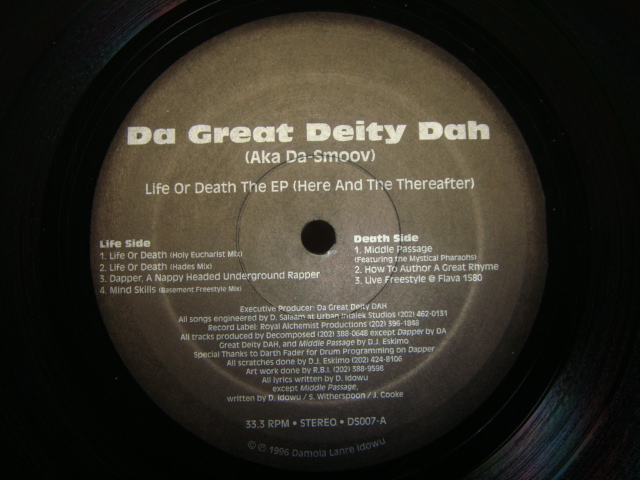 Da Great Deity Dah
(Aka Da-Smoov)
Life Or Death The EP (Here And The Thereafter)
Life Side
1. Life Or Death (Holy Eucharist Mix)
2. Life Or Death (Hades Mix)
3. Dapper, A Nappy Headed Underground Rapper
4. Mind Skills (Basement Freestyle Mix)
Death Side
1. Middle Passage
(Featuring the Mystical Pharaohs)
2. How To Author A Great Rhyme
3. Live Freestyle @ Flava 1580
Executive Producer: Da Great Deity DAH
All songs engineered by D. Salaam at Urban Intalek Studios (202) 462-0131
Record Label: Royal Alchemist Productions (202) 396-1848
All tracks produced by Decomposed (202) 388-0648 except Dapper by DA
Great Deity DAH, and Middle Passage by D.J. Eskimo
Special Thanks to Darth Fader for Drum Programming on Dapper
All scratches done by D.J. Eskimo (202) 424-8106
Art work done by R.B.I. (202) 388-9598
All lyrics written by D. Idowu
except Middle Passage,
written by D. Idowu / S. Witherspoon / J. Cooke
33.3 RPM • STEREO • DS007-A
© ℗ 1996 Damola Lanre Idowu